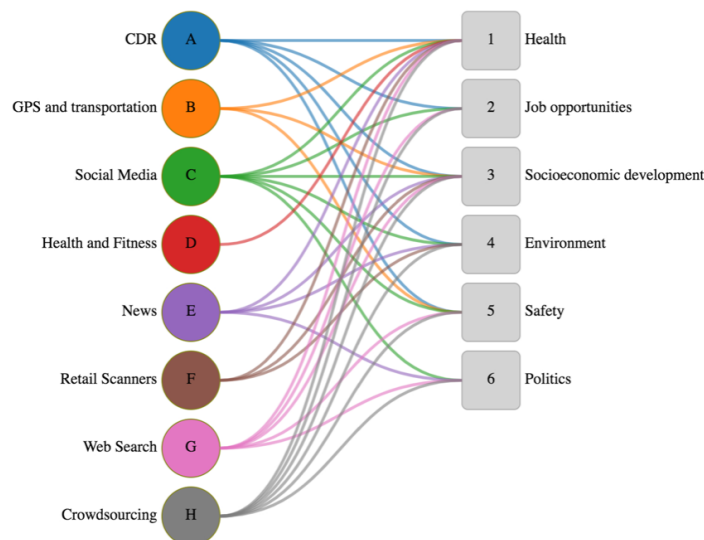 CDR A 1 Health
GPS and transportation B 2 Job opportunities
Social Media C 3 Socioeconomic development
Health and Fitness D 4 Environment
News E 5 Safety
Retail Scanners F 6 Politics
Web Search G
Crowdsourcing H